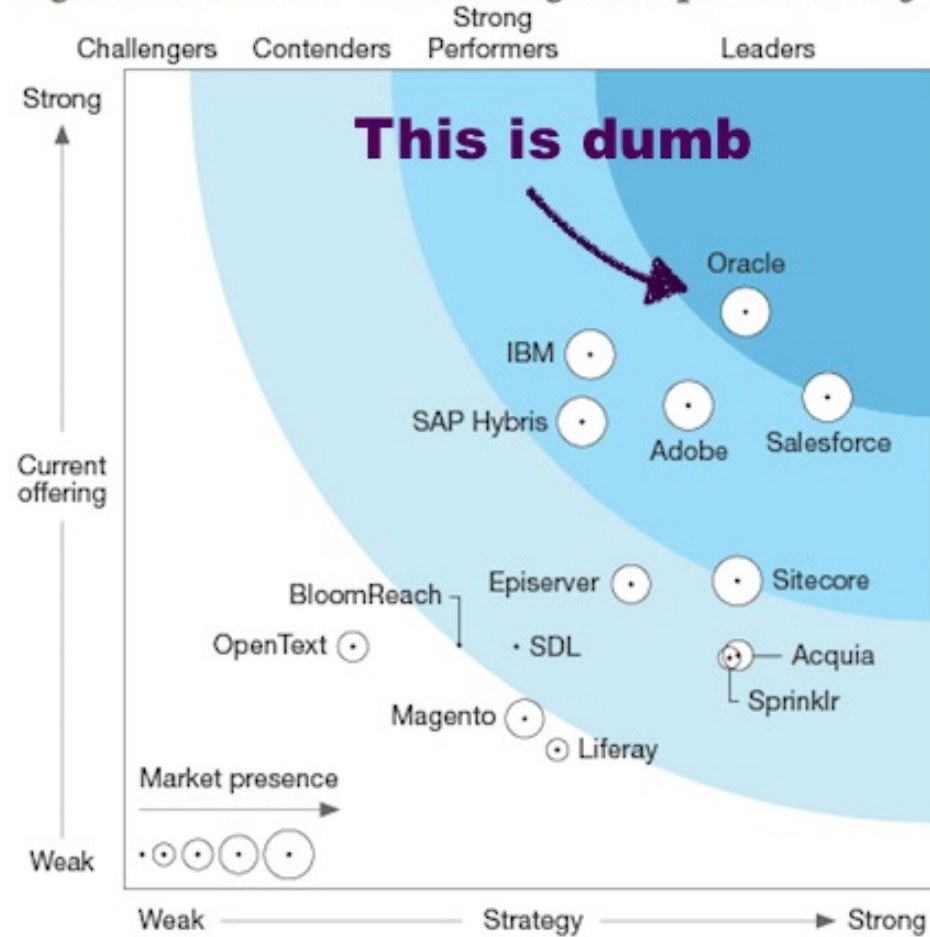 Strong
Challengers Contenders Performers Leaders
Strong
This is dumb
Oracle
IBM
SAP Hybris
Adobe
Salesforce
Current
offering
Episerver
Sitecore
BloomReach
OpenText
SDL
Acquia
Sprinklr
Magento
Liferay
Market presence
Weak
Weak Strategy Strong